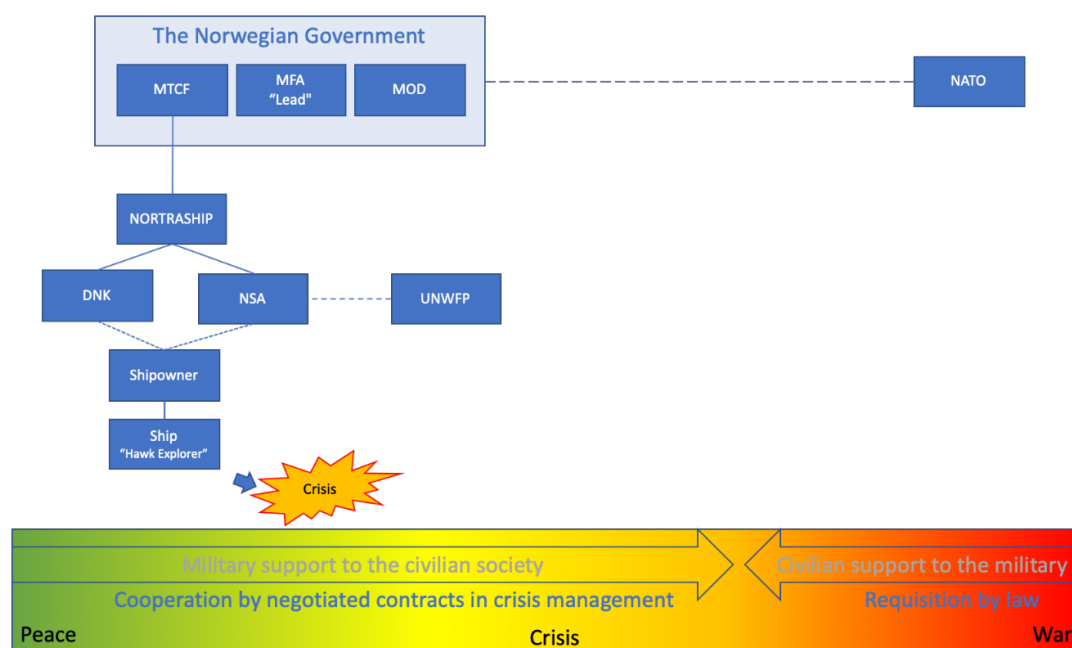 The Norwegian Government
MTCF
MFA
“Lead"
MOD
NATO
NORTRASHIP
DNK
NSA
UNWFP
Shipowner
Ship
“Hawk Explorer”
Crisis
Military support to the civilian society
Civilian support to the military
Cooperation by negotiated contracts in crisis management
Requisition by law
Peace
Crisis
War